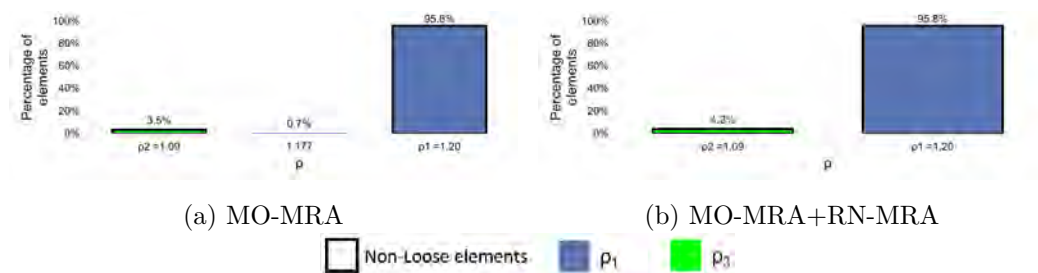 Percentage of elements
100%
80%
60%
40%
20%
0%
3.5%
0.7%
95.8%
ρ2 =1.09
1.177
ρ1 =1.20
ρ
(a) MO-MRA
Percentage of elements
100%
80%
60%
40%
20%
0%
4.2%
95.8%
ρ2 =1.09
ρ1 =1.20
ρ
(b) MO-MRA+RN-MRA
Non-Loose elements
ρ₁
ρ₃